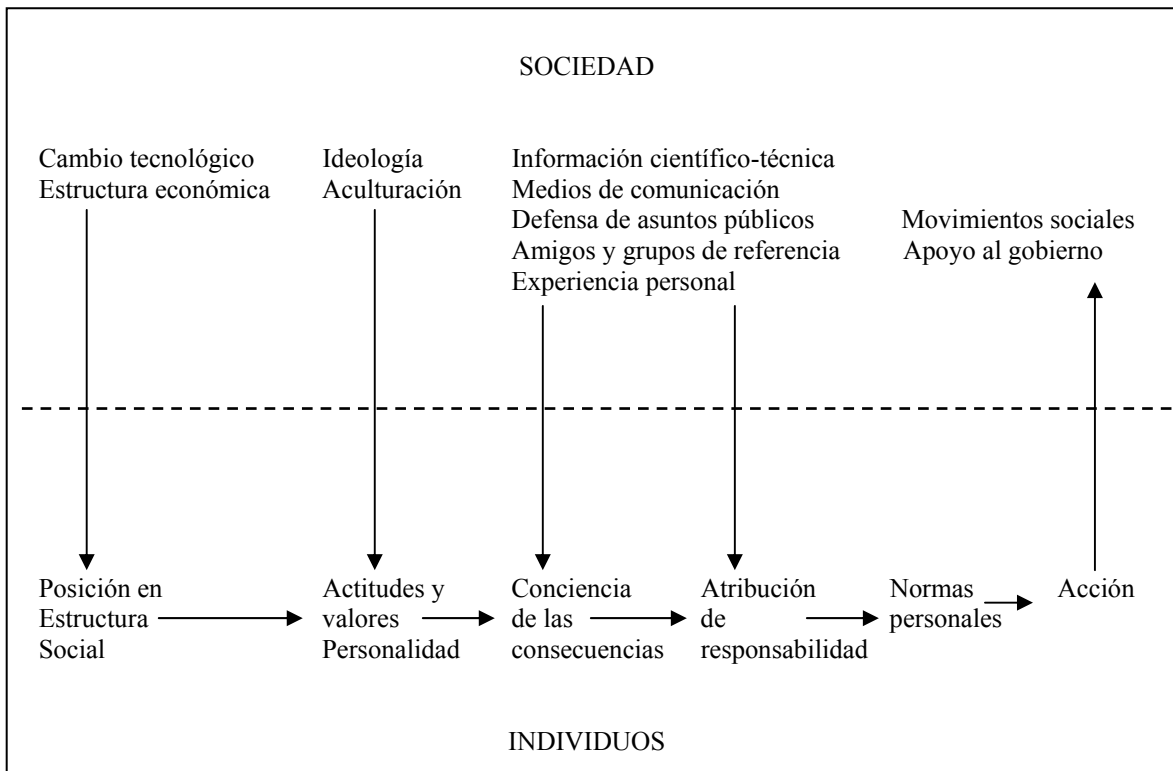 SOCIEDAD
Cambio tecnológico
Estructura económica
Ideología
Aculturación
Información científico-técnica
Medios de comunicación
Defensa de asuntos públicos
Amigos y grupos de referencia
Experiencia personal
Movimientos sociales
Apoyo al gobierno
Posición en
Estructura
Social
Actitudes y
valores
Personalidad
Conciencia
de las
consecuencias
Atribución
de
responsabilidad
Normas
personales
Acción
INDIVIDUOS